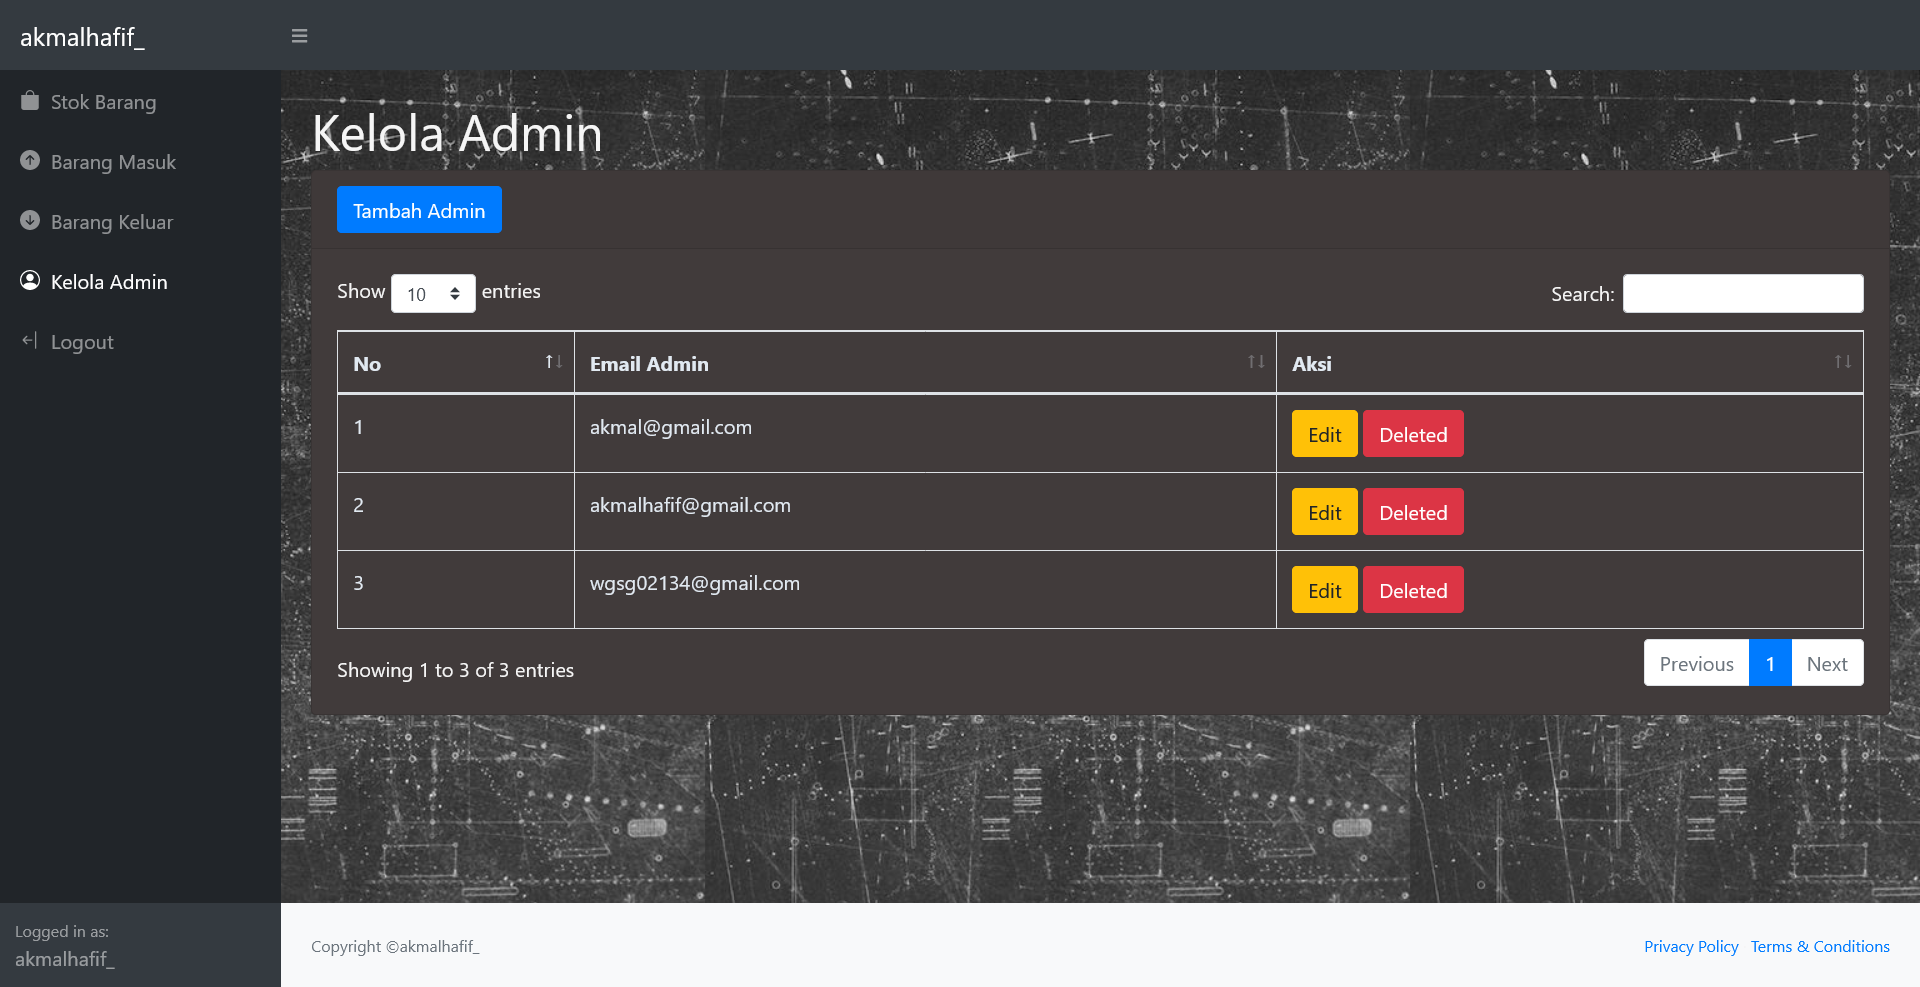 akmalhafif_
Stok Barang
Barang Masuk
Barang Keluar
Kelola Admin
Logout
Logged in as:
akmalhafif_
Kelola Admin
Tambah Admin
Show 10 entries
Search:
No Email Admin Aksi
1 akmal@gmail.com Edit Deleted
2 akmalhafif@gmail.com Edit Deleted
3 wgsg02134@gmail.com Edit Deleted
Showing 1 to 3 of 3 entries
Previous 1 Next
Copyright ©akmalhafif_
Privacy Policy Terms & Conditions